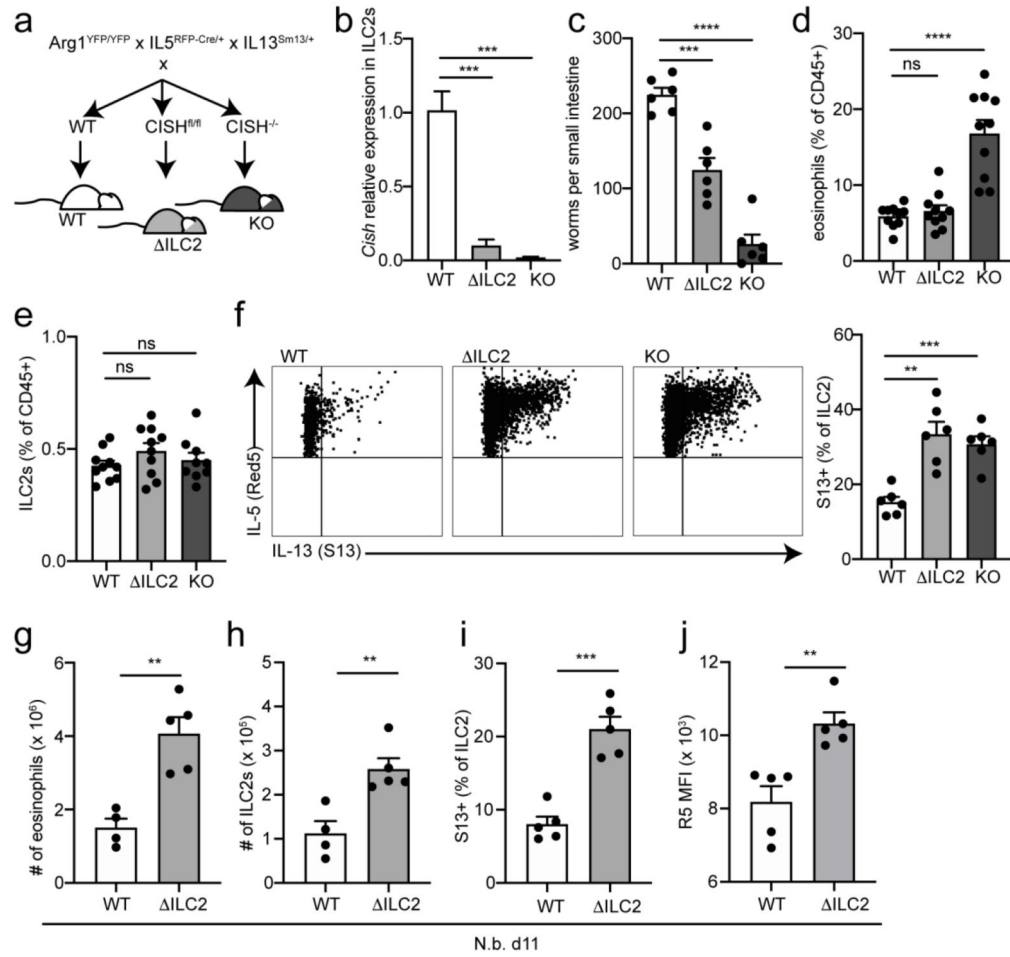 a
Arg1YFP/YFP x IL5RFP-Cre/+ x IL13Sm13/+
x
WT CISHfl/fl CISH-/-
WT
ΔILC2
KO
b
Cish relative expression in ILC2s
1.5
1.0
0.5
0.0
***
***
WT ΔILC2 KO
c
worms per small intestine
300
200
100
0
****
***
WT ΔILC2 KO
d
eosinophils (% of CD45+)
30
20
10
0
****
ns
WT ΔILC2 KO
e
ILC2s (% of CD45+)
1.0
0.5
0.0
ns
ns
WT ΔILC2 KO
f
WT ΔILC2 KO
IL-5 (Red5)
IL-13 (S13)
S13+ (% of ILC2)
60
40
20
0
***
**
WT ΔILC2 KO
g
# of eosinophils (x 10⁶)
6
4
2
0
**
WT ΔILC2
h
# of ILC2s (x 10⁵)
5
4
3
2
1
0
**
WT ΔILC2
i
S13+ (% of ILC2)
30
20
10
0
***
WT ΔILC2
j
R5 MFI (x 10³)
12
10
8
6
**
WT ΔILC2
N.b. d11